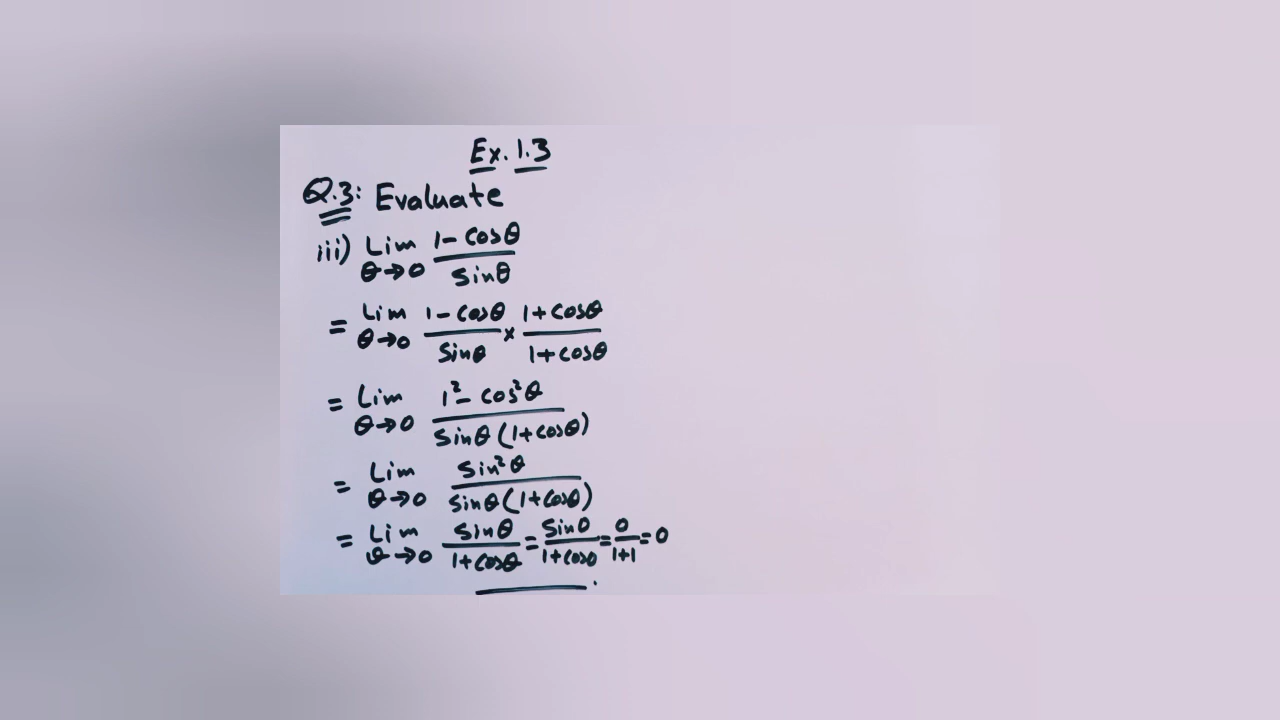 Ex. 1.3
Q.3: Evaluate
iii) Lim θ→0 (1 - cosθ)/(sinθ)
= Lim θ→0 (1 - cosθ)/(sinθ) × (1 + cosθ)/(1 + cosθ)
= Lim θ→0 (1² - cos²θ)/(sinθ (1 + cosθ))
= Lim θ→0 (sin²θ)/(sinθ (1 + cosθ))
= Lim θ→0 (sinθ)/(1 + cosθ) = (sin0)/(1 + cos0) = 0/(1+1) = 0